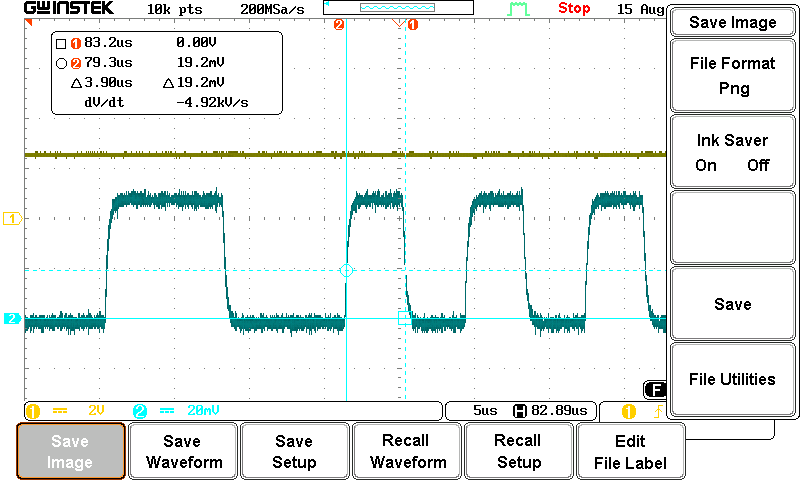 GWINSTEK 10k pts 200MSa/s Stop 15 Aug
2 1
1 83.2us 0.00V
2 79.3us 19.2mV
△3.90us △19.2mV
dV/dt -4.92kV/s
1
2
F
1 2V 2 20mV 5us H 82.89us 1
Save Image
File Format
Png
Ink Saver
On Off
Save
File Utilities
Save
Image
Save
Waveform
Save
Setup
Recall
Waveform
Recall
Setup
Edit
File Label